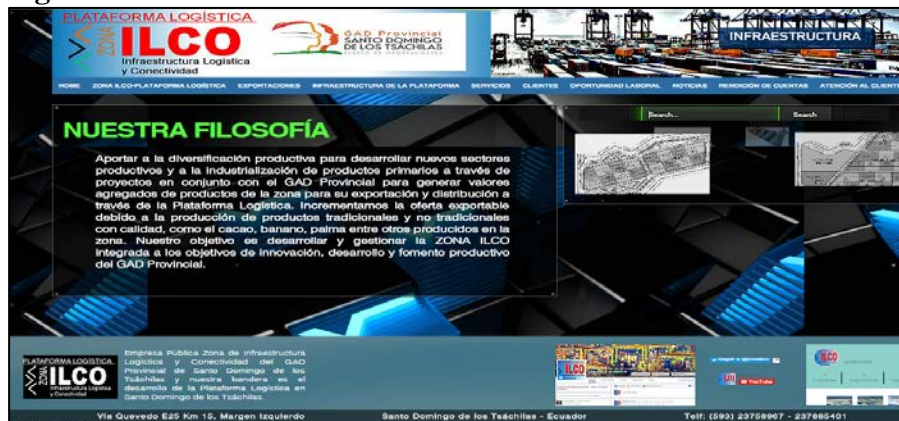 PLATAFORMA LOGÍSTICA
ZONA
ILCO
Infraestructura Logística
y Conectividad
GAD Provincial
SANTO DOMINGO
DE LOS TSÁCHILAS
INFRAESTRUCTURA
HOME ZONA ILCO-PLATAFORMA LOGÍSTICA EXPORTACIONES INFRAESTRUCTURA DE LA PLATAFORMA SERVICIOS CLIENTES OPORTUNIDAD LABORAL NOTICIAS RENDICIÓN DE CUENTAS ATENCIÓN AL CLIENTE
Search... Search
NUESTRA FILOSOFÍA
Aportar a la diversificación productiva para desarrollar nuevos sectores
productivos y a la industrialización de productos primarios a través de
proyectos en conjunto con el GAD Provincial para generar valores
agregados de productos de la zona para su exportación y distribución a
través de la Plataforma Logística. Incrementamos la oferta exportable
debido a la producción de productos tradicionales y no tradicionales
con calidad, como el cacao, banano, palma entre otros producidos en la
zona. Nuestro objetivo es desarrollar y gestionar la ZONA ILCO
integrada a los objetivos de innovación, desarrollo y fomento productivo
del GAD Provincial.
PLATAFORMA LOGISTICA
ILCO
Infraestructura Logística
y Conectividad
Empresa Pública Zona de Infraestructura
Logística y Conectividad del GAD
Provincial de Santo Domingo de los
Tsáchilas y nuestra bandera es el
desarrollo de la Plataforma Logística en
Santo Domingo de los Tsáchilas.
ILCO
YouTube
ILCO
Vía Quevedo E25 Km 15, Margen Izquierdo Santo Domingo de los Tsáchilas - Ecuador Telf: (593) 23758967 - 237665401